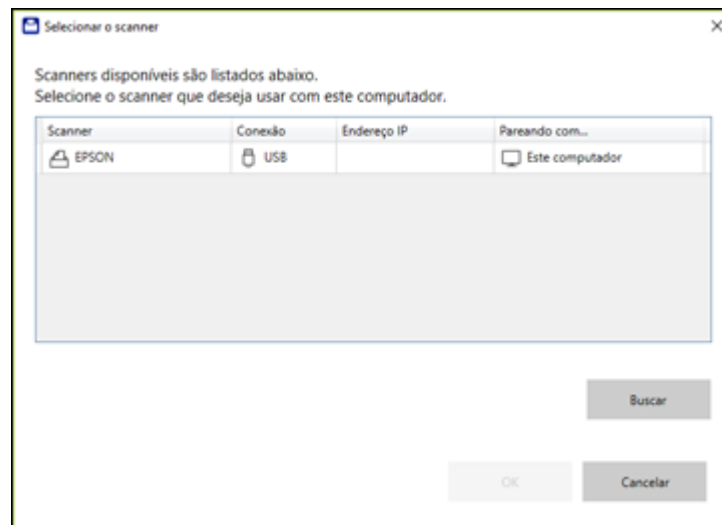 Selecionar o scanner
Scanners disponíveis são listados abaixo.
Selecione o scanner que deseja usar com este computador.
Scanner Conexão Endereço IP Pareando com...
EPSON USB Este computador
Buscar
OK Cancelar